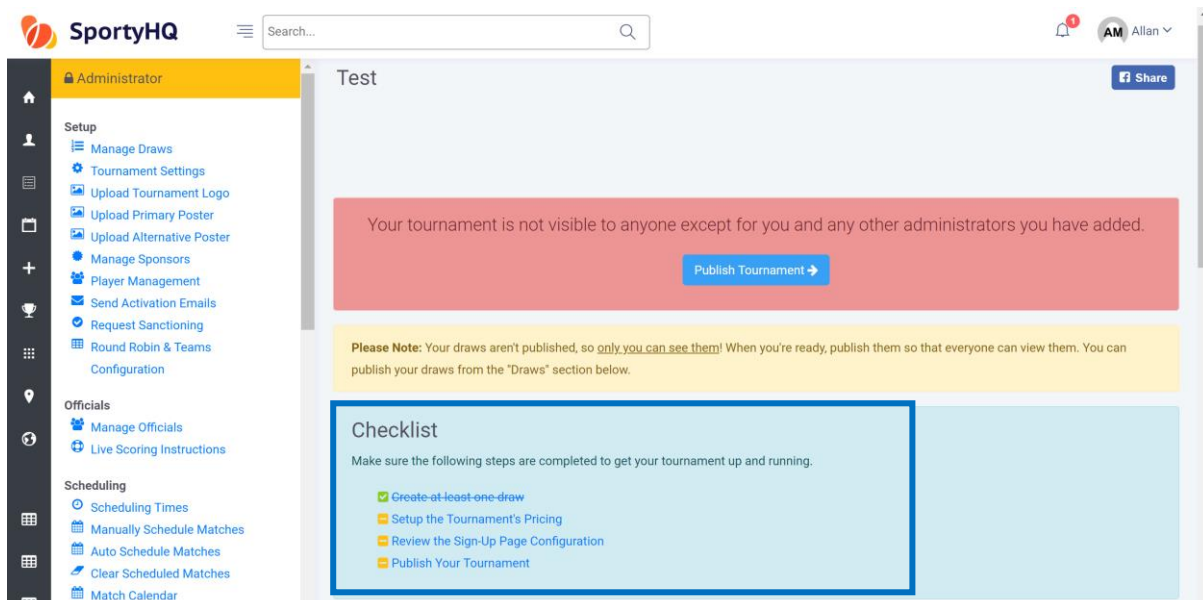 SportyHQ
Search...
1
AM Allan
Administrator
Setup
Manage Draws
Tournament Settings
Upload Tournament Logo
Upload Primary Poster
Upload Alternative Poster
Manage Sponsors
Player Management
Send Activation Emails
Request Sanctioning
Round Robin & Teams
Configuration
Officials
Manage Officials
Live Scoring Instructions
Scheduling
Scheduling Times
Manually Schedule Matches
Auto Schedule Matches
Clear Scheduled Matches
Match Calendar
Test
Share
Your tournament is not visible to anyone except for you and any other administrators you have added.
Publish Tournament
Please Note: Your draws aren't published, so only you can see them! When you're ready, publish them so that everyone can view them. You can
publish your draws from the "Draws" section below.
Checklist
Make sure the following steps are completed to get your tournament up and running.
Create at least one draw
Setup the Tournament's Pricing
Review the Sign-Up Page Configuration
Publish Your Tournament